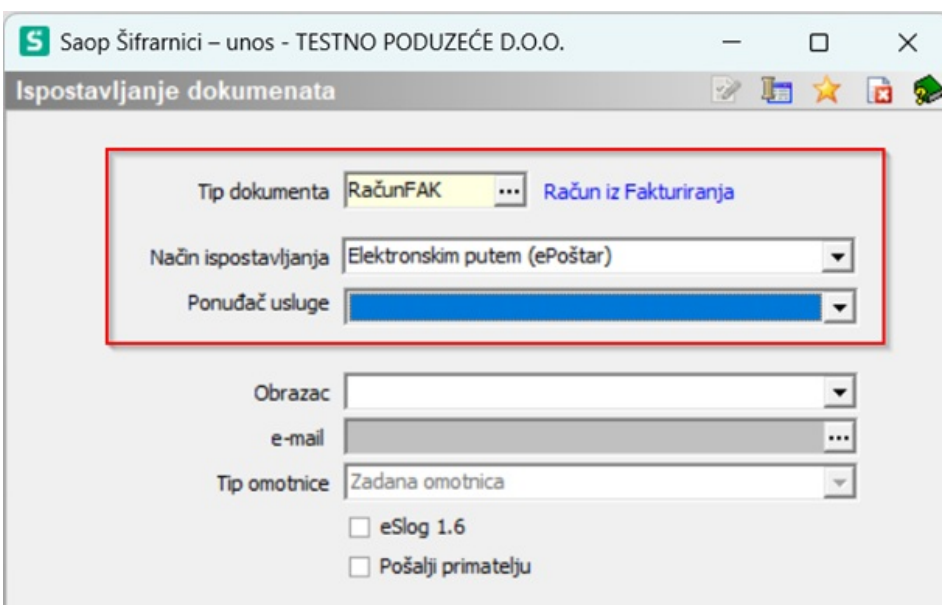 Saop Šifrarnici – unos - TESTNO PODUZEĆE D.O.O.
Ispostavljanje dokumenata
Tip dokumenta RačunFAK ... Račun iz Fakturiranja
Način ispostavljanja Elektronskim putem (ePoštar)
Ponuđač usluge
Obrazac
e-mail ...
Tip omotnice Zadana omotnica
eSlog 1.6
Pošalji primatelju